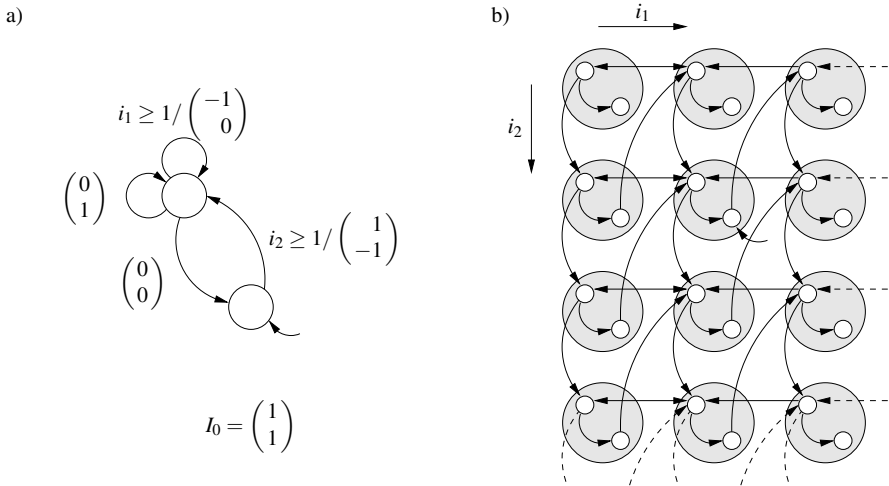 a)
b)
i₁
i₂
i₁ ≥ 1/(−1
0)
(0
1)
i₂ ≥ 1/(1
−1)
(0
0)
I₀ = (1
1)